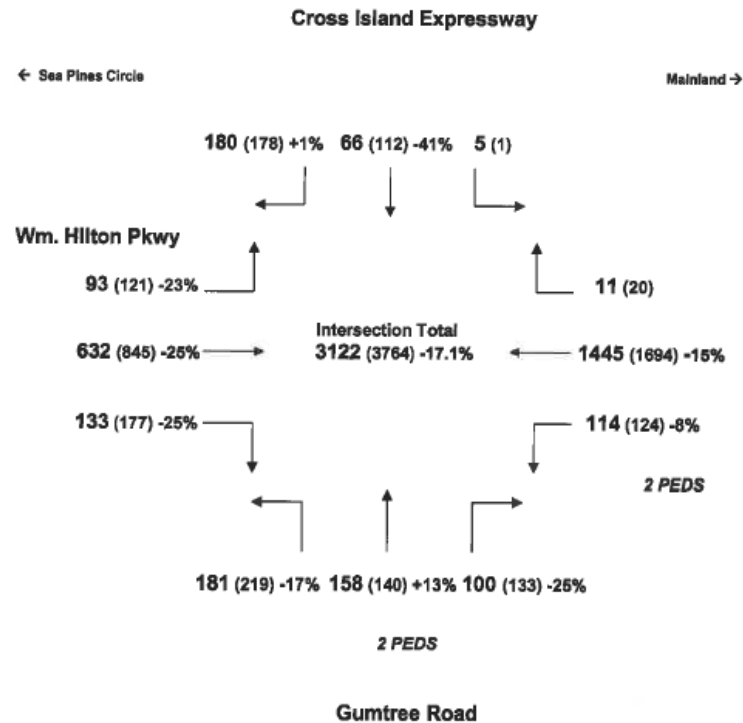 Cross Island Expressway
← Sea Pines Circle Mainland →
180 (178) +1% 66 (112) -41% 5 (1)
Wm. Hilton Pkwy
93 (121) -23% 11 (20)
Intersection Total
632 (845) -25% 3122 (3764) -17.1% 1445 (1694) -15%
133 (177) -25% 114 (124) -8%
2 PEDS
181 (219) -17% 158 (140) +13% 100 (133) -25%
2 PEDS
Gumtree Road